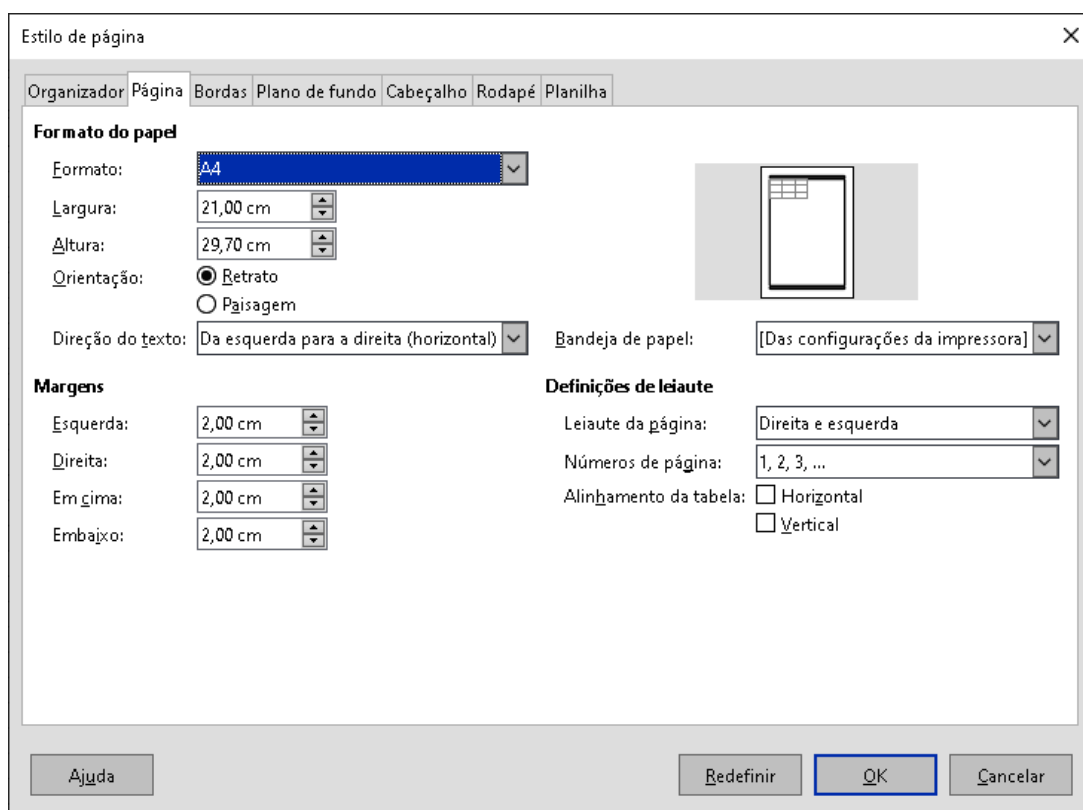 Estilo de página
Organizador Página Bordas Plano de fundo Cabeçalho Rodapé Planilha
Formato do papel
Formato: A4
Largura: 21,00 cm
Altura: 29,70 cm
Orientação: Retrato
Paisagem
Direção do texto: Da esquerda para a direita (horizontal) Bandeja de papel: [Das configurações da impressora]
Margens Definições de leiaute
Esquerda: 2,00 cm Leiaute da página: Direita e esquerda
Direita: 2,00 cm Números de página: 1, 2, 3, ...
Em cima: 2,00 cm Alinhamento da tabela: Horizontal
Embaixo: 2,00 cm Vertical
Ajuda Redefinir OK Cancelar